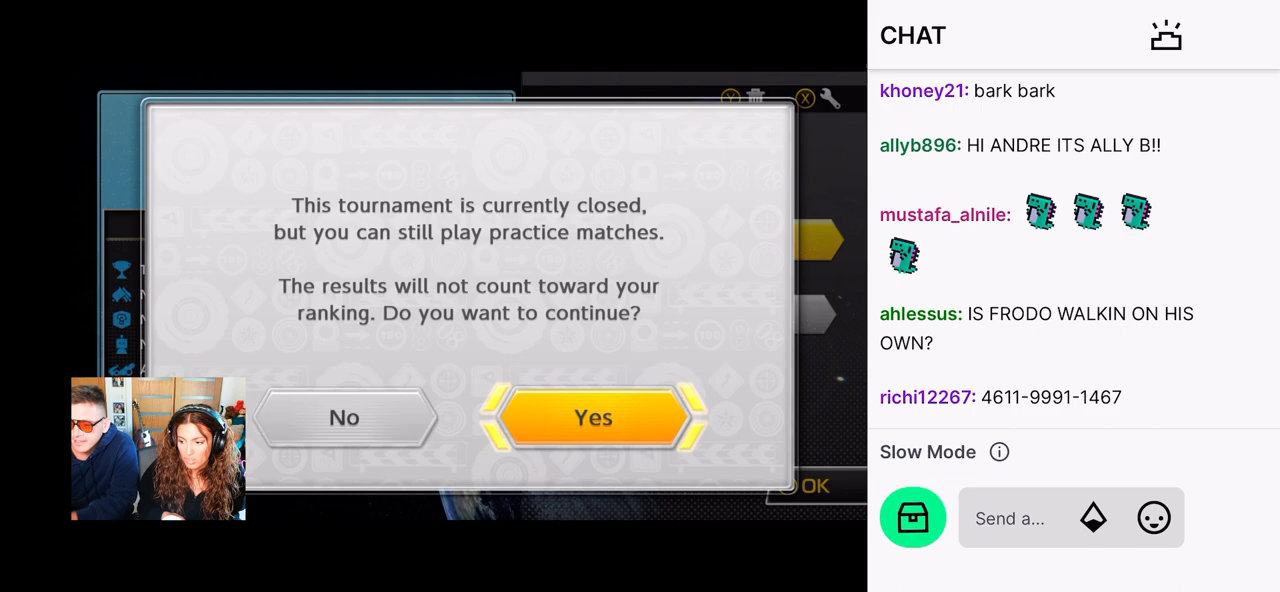 CHAT
khoney21: bark bark
allyb896: HI ANDRE ITS ALLY B!!
mustafa_alnile:
ahlessus: IS FRODO WALKIN ON HIS
OWN?
richi12267: 4611-9991-1467
Slow Mode
Send a...
Y
X
This tournament is currently closed,
but you can still play practice matches.
The results will not count toward your
ranking. Do you want to continue?
No
Yes
OK